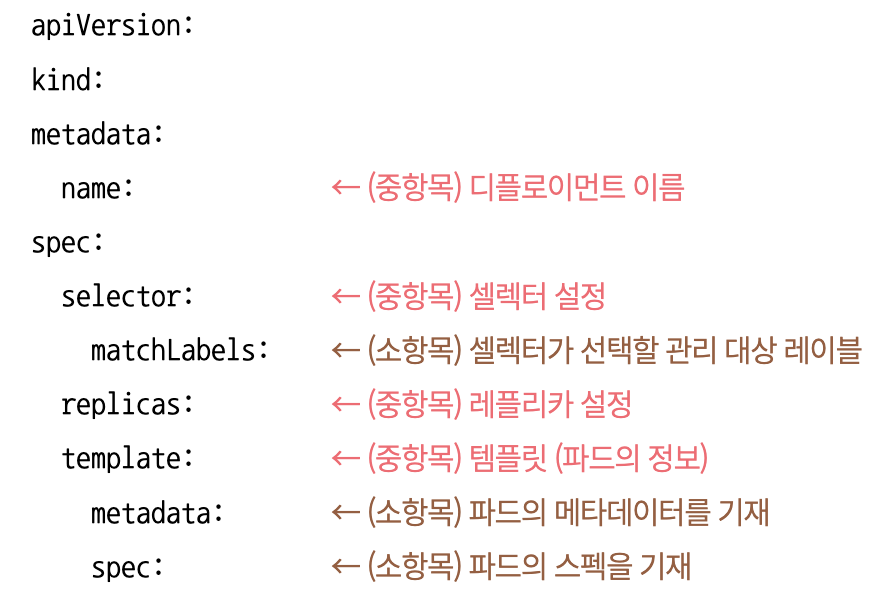 apiVersion:
kind:
metadata:
  name: ← (중항목) 디플로이먼트 이름
spec:
  selector: ← (중항목) 셀렉터 설정
    matchLabels: ← (소항목) 셀렉터가 선택할 관리 대상 레이블
  replicas: ← (중항목) 레플리카 설정
  template: ← (중항목) 템플릿 (파드의 정보)
    metadata: ← (소항목) 파드의 메타데이터를 기재
    spec: ← (소항목) 파드의 스펙을 기재